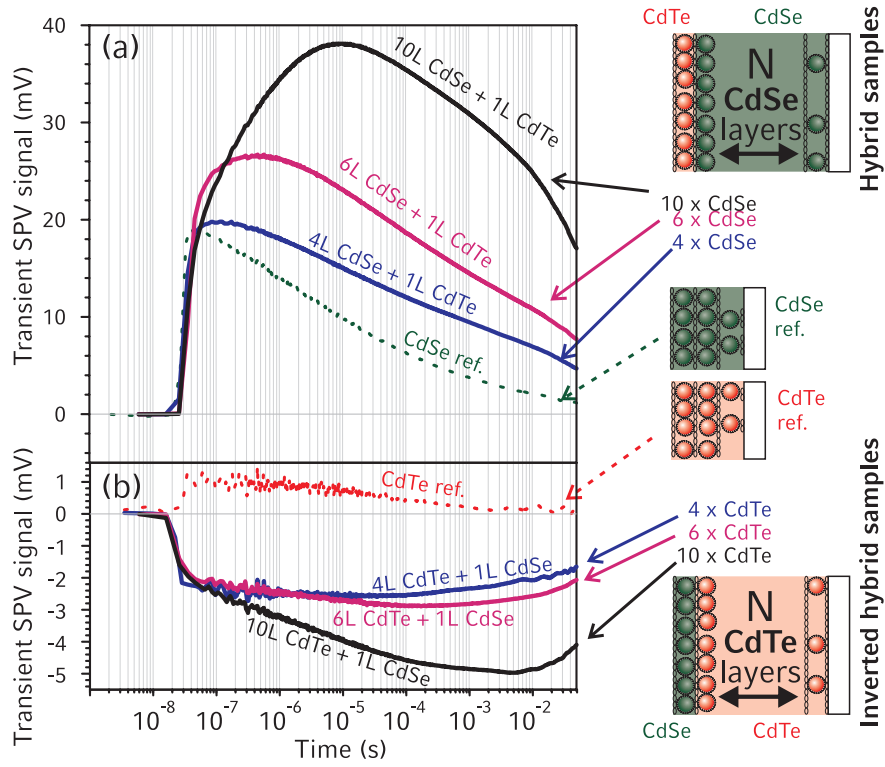 (a)
Transient SPV signal (mV)
40
30
20
10
0
10L CdSe + 1L CdTe
6L CdSe + 1L CdTe
4L CdSe + 1L CdTe
CdSe ref.
CdTe
CdSe
N
CdSe
layers
Hybrid samples
10 x CdSe
6 x CdSe
4 x CdSe
CdSe
ref.
CdTe
ref.
(b)
Transient SPV signal (mV)
1
0
-1
-2
-3
-4
-5
CdTe ref.
4L CdTe + 1L CdSe
6L CdTe + 1L CdSe
10L CdTe + 1L CdSe
4 x CdTe
6 x CdTe
10 x CdTe
N
CdTe
layers
CdSe
CdTe
Inverted hybrid samples
10⁻⁸ 10⁻⁷ 10⁻⁶ 10⁻⁵ 10⁻⁴ 10⁻³ 10⁻²
Time (s)